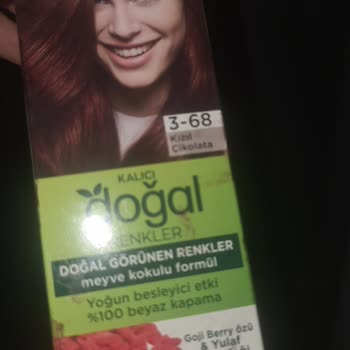 3-68
Kızıl
Çikolata
KALICI
doğal
RENKLER
DOĞAL GÖRÜNEN RENKLER
meyve kokulu formül
Yoğun besleyici etki
%100 beyaz kapama
Goji Berry özü
& Yulaf